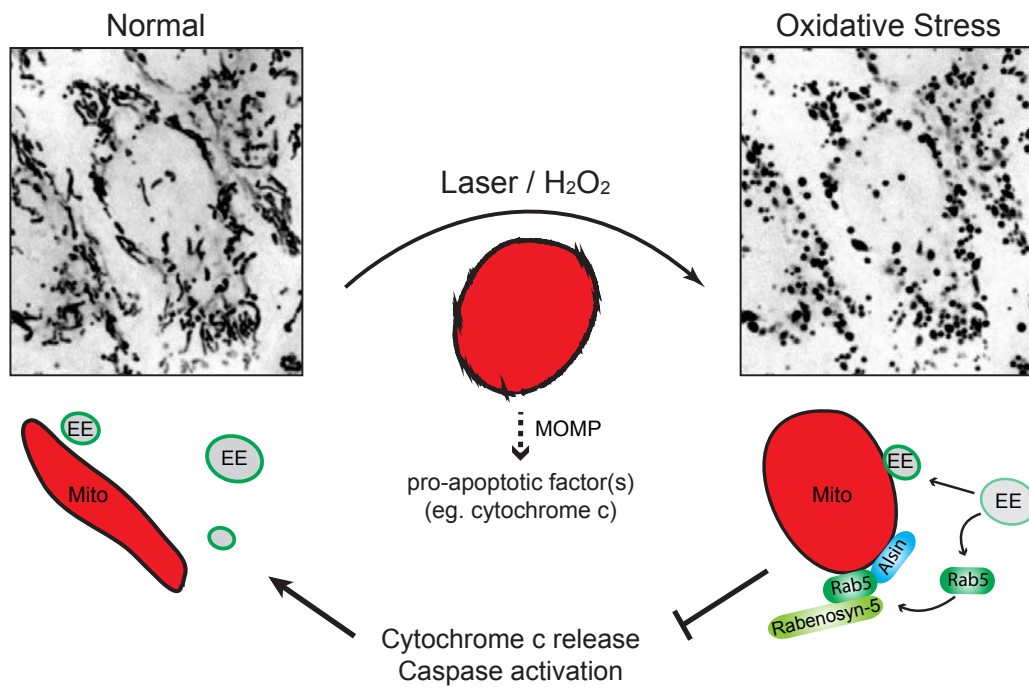 Normal
Oxidative Stress
Laser / H₂O₂
MOMP
pro-apoptotic factor(s)
(eg. cytochrome c)
EE
EE
Mito
EE
Mito
EE
Alsin
Rab5
Rab5
Rabenosyn-5
Cytochrome c release
Caspase activation